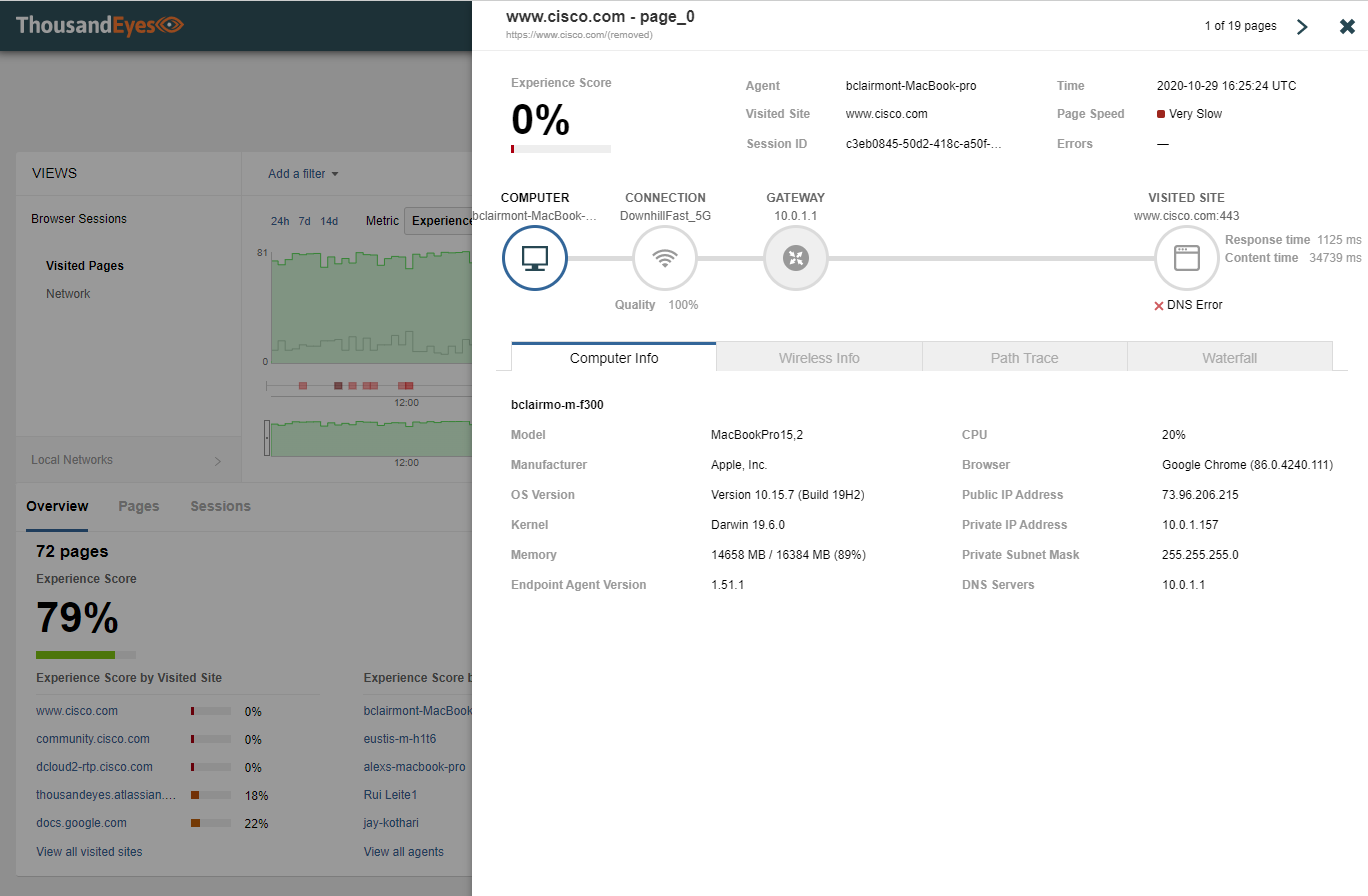 ThousandEyes
www.cisco.com - page_0
https://www.cisco.com/(removed)
1 of 19 pages
Experience Score
0%
Agent bclairmont-MacBook-pro
Visited Site www.cisco.com
Session ID c3eb0845-50d2-418c-a50f-...
Time 2020-10-29 16:25:24 UTC
Page Speed Very Slow
Errors —
COMPUTER
bclairmont-MacBook-...
CONNECTION
DownhillFast_5G
Quality 100%
GATEWAY
10.0.1.1
VISITED SITE
www.cisco.com:443
Response time 1125 ms
Content time 34739 ms
DNS Error
Computer Info Wireless Info Path Trace Waterfall
bclairmo-m-f300
Model MacBookPro15,2
Manufacturer Apple, Inc.
OS Version Version 10.15.7 (Build 19H2)
Kernel Darwin 19.6.0
Memory 14658 MB / 16384 MB (89%)
Endpoint Agent Version 1.51.1
CPU 20%
Browser Google Chrome (86.0.4240.111)
Public IP Address 73.96.206.215
Private IP Address 10.0.1.157
Private Subnet Mask 255.255.255.0
DNS Servers 10.0.1.1
VIEWS
Browser Sessions
Visited Pages
Network
Local Networks
Add a filter
24h 7d 14d Metric Experience
81
0
12:00
12:00
Overview Pages Sessions
72 pages
Experience Score
79%
Experience Score by Visited Site
www.cisco.com 0%
community.cisco.com 0%
dcloud2-rtp.cisco.com 0%
thousandeyes.atlassian.... 18%
docs.google.com 22%
View all visited sites
Experience Score b
bclairmont-MacBook
eustis-m-h1t6
alexs-macbook-pro
Rui Leite1
jay-kothari
View all agents